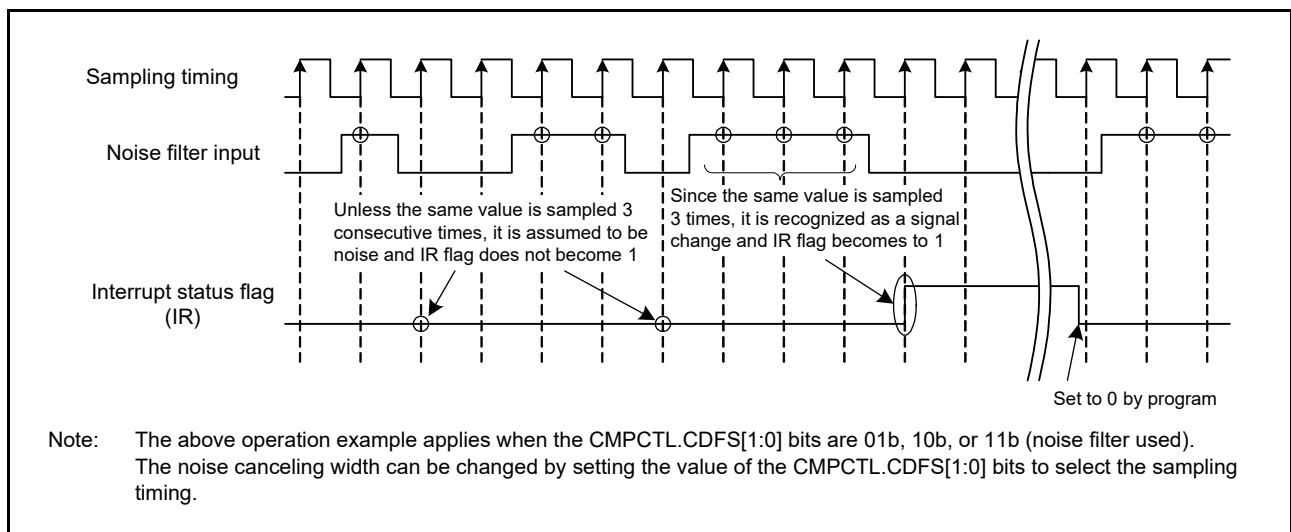 Sampling timing
Noise filter input
Unless the same value is sampled 3
consecutive times, it is assumed to be
noise and IR flag does not become 1
Since the same value is sampled
3 times, it is recognized as a signal
change and IR flag becomes to 1
Interrupt status flag
(IR)
Set to 0 by program
Note: The above operation example applies when the CMPCTL.CDFS[1:0] bits are 01b, 10b, or 11b (noise filter used).
The noise canceling width can be changed by setting the value of the CMPCTL.CDFS[1:0] bits to select the sampling
timing.